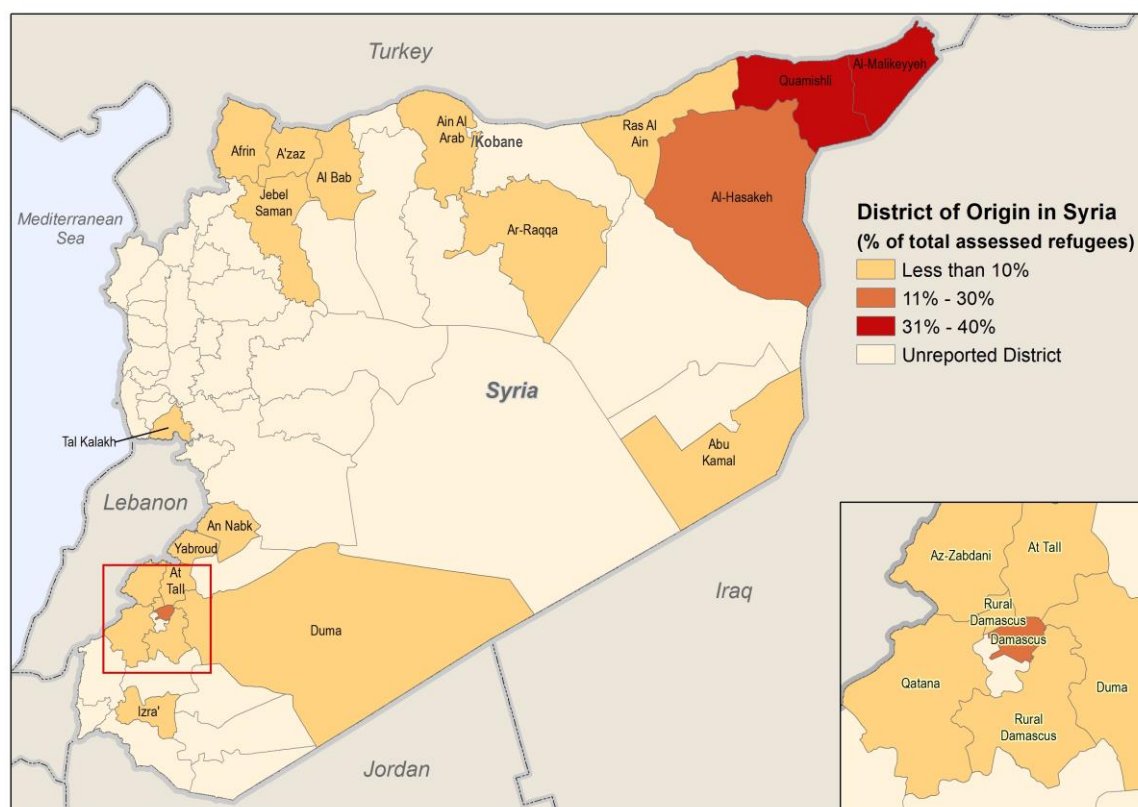 Turkey
Al-Malikeyyeh
Quamishli
Ain Al
Arab
/Kobane
Ras Al
Ain
Afrin
A'zaz
Al Bab
Jebel
Saman
Al-Hasakeh
Mediterranean
Sea
Ar-Raqqa
District of Origin in Syria
(% of total assessed refugees)
Less than 10%
11% - 30%
31% - 40%
Unreported District
Syria
Tal Kalakh
Abu
Kamal
Lebanon
An Nabk
Yabroud
At
Tall
Iraq
Duma
Izra'
Jordan
Az-Zabdani
At Tall
Rural
Damascus
Damascus
Qatana
Duma
Rural
Damascus